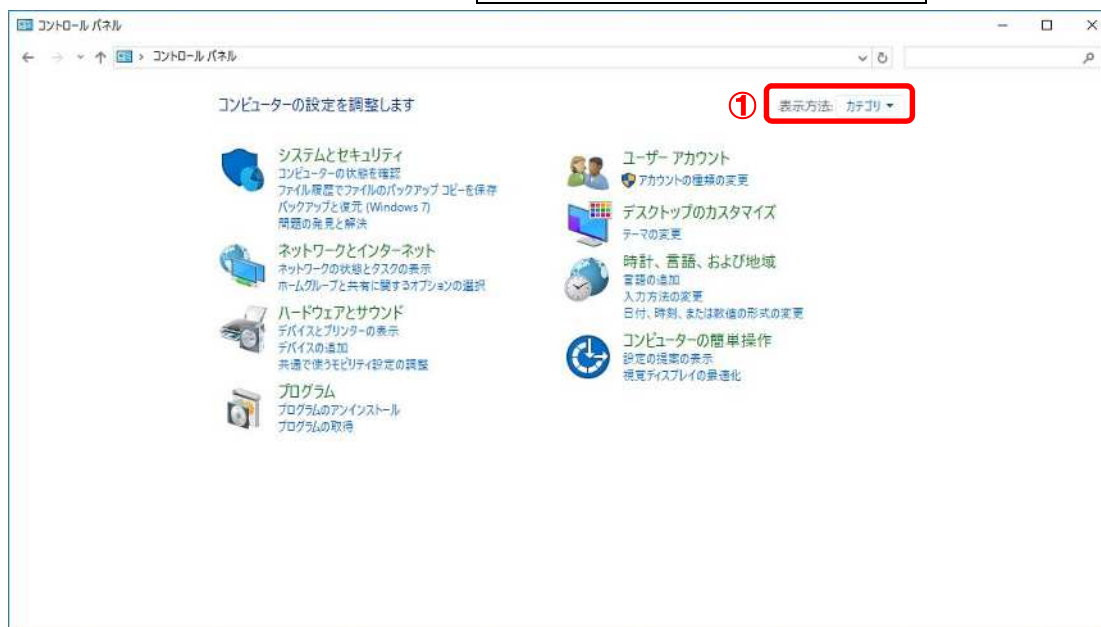 コントロール パネル
コントロール パネル
コンピューターの設定を調整します
① 表示方法: カテゴリ
システムとセキュリティ
コンピューターの状態を確認
ファイル履歴でファイルのバックアップ コピーを保存
バックアップと復元 (Windows 7)
問題の発見と解決
ネットワークとインターネット
ネットワークの状態とタスクの表示
ホームグループと共有に関するオプションの選択
ハードウェアとサウンド
デバイスとプリンターの表示
デバイスの追加
共通で使うモビリティ設定の調整
プログラム
プログラムのアンインストール
プログラムの取得
ユーザー アカウント
アカウントの種類の変更
デスクトップのカスタマイズ
テーマの変更
時計、言語、および地域
言語の追加
入力方法の変更
日付、時刻、または数値の形式の変更
コンピューターの簡単操作
設定の提案の表示
視覚ディスプレイの最適化